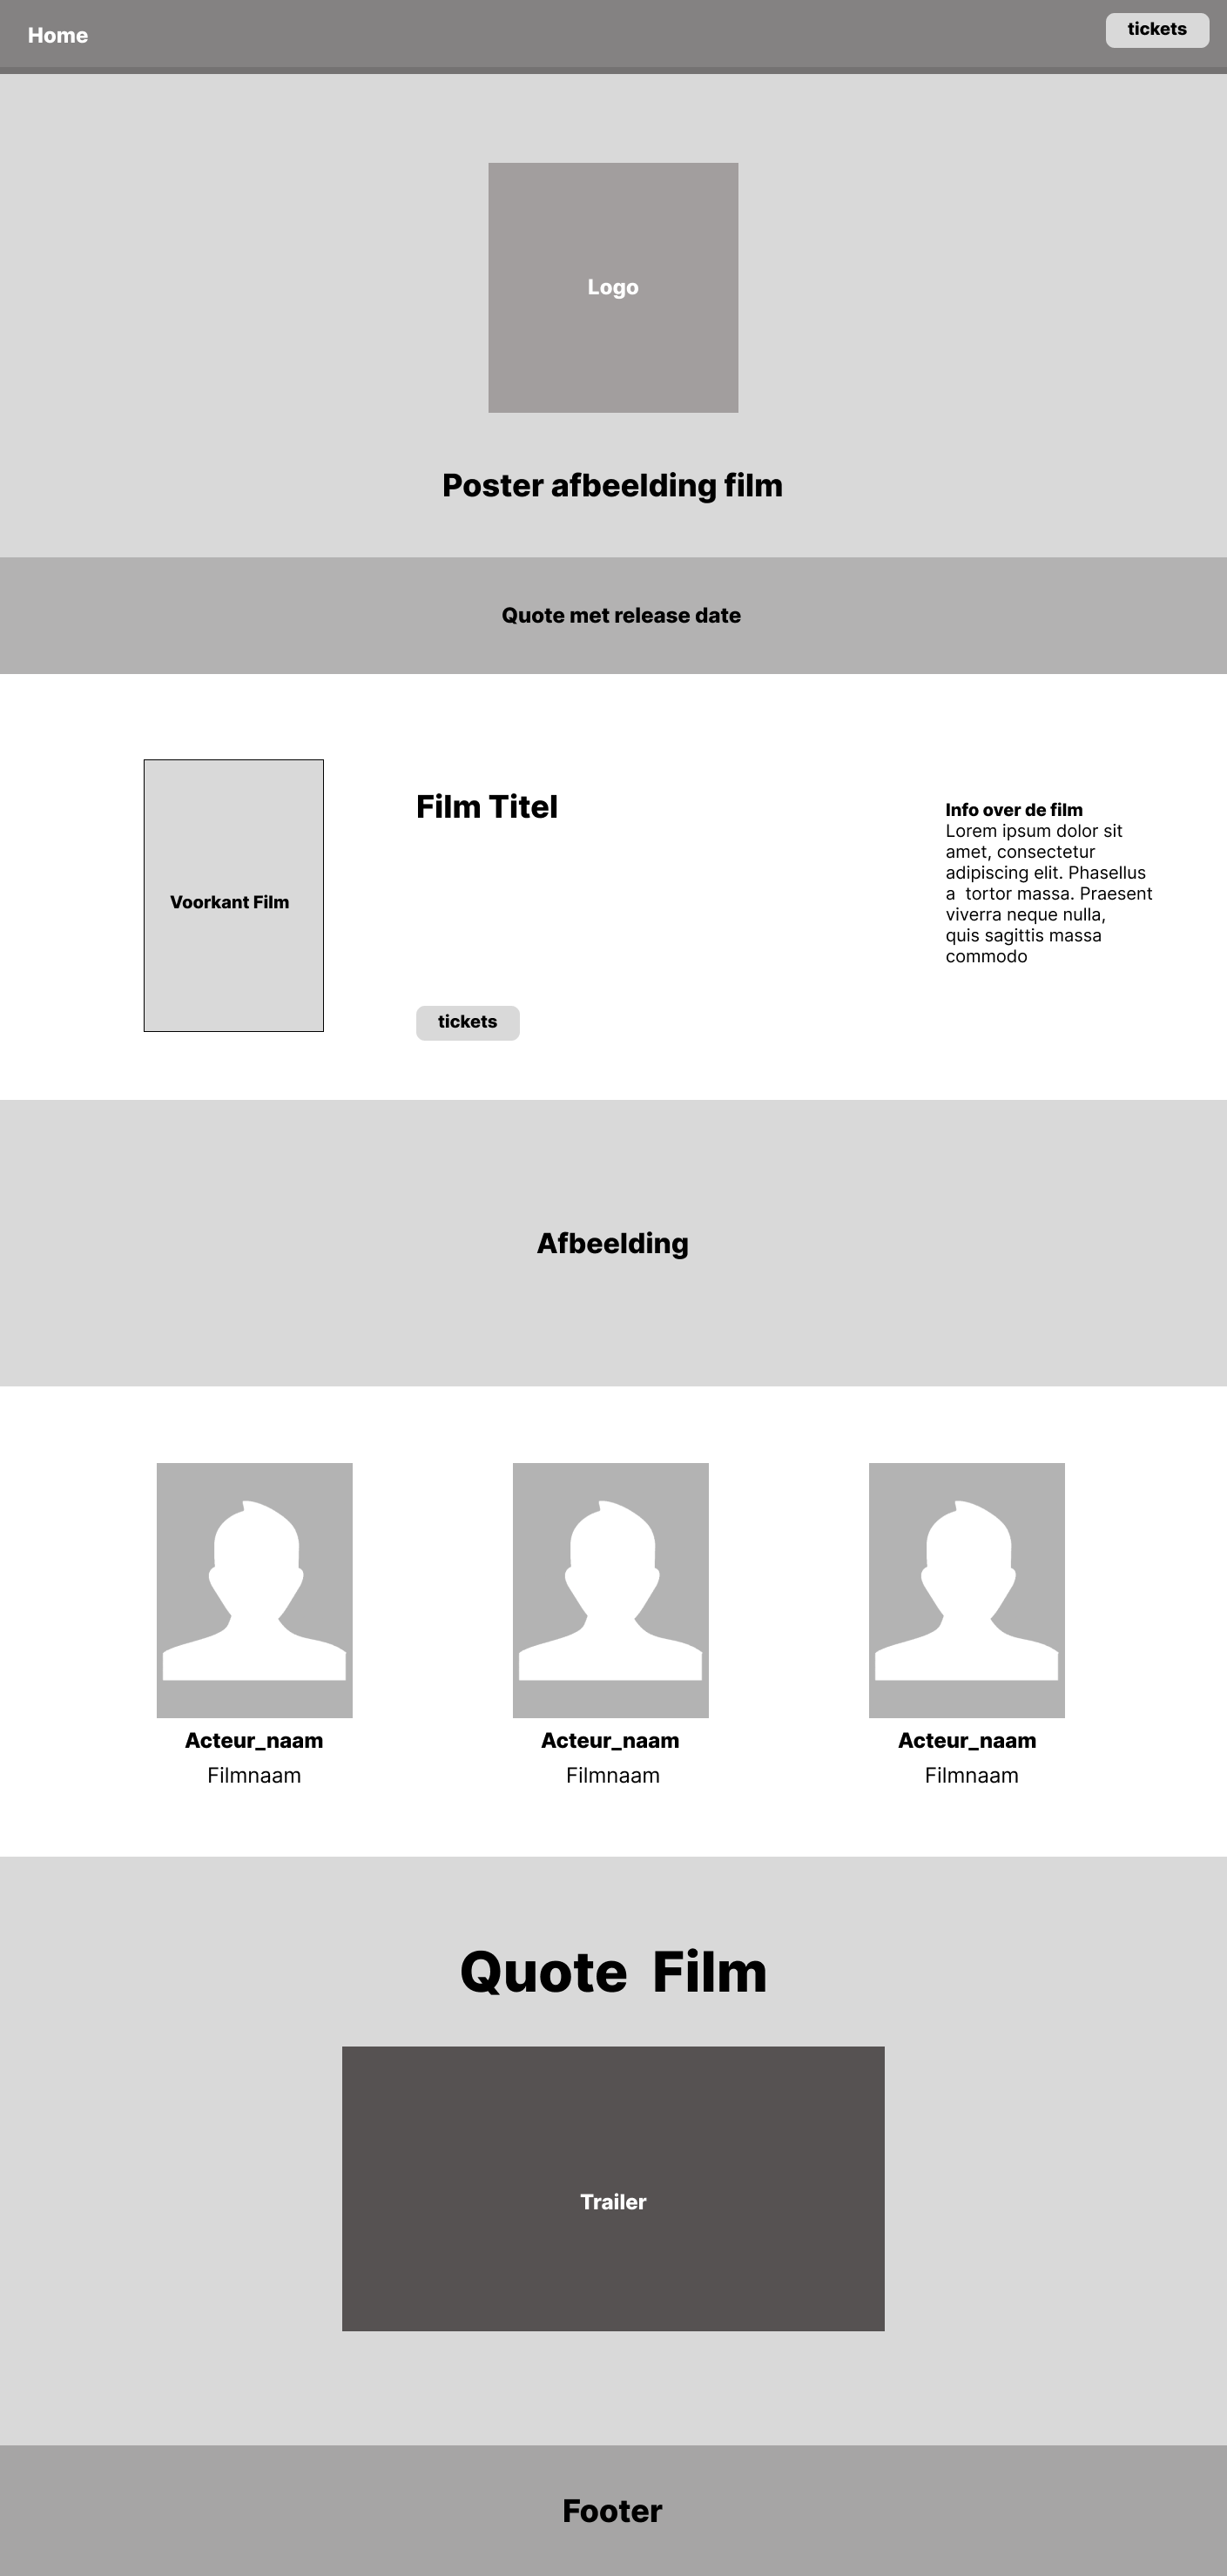 Home
tickets
Logo
Poster afbeelding film
Quote met release date
Voorkant Film
Film Titel
tickets
Info over de film
Lorem ipsum dolor sit
amet, consectetur
adipiscing elit. Phasellus
a  tortor massa. Praesent
viverra neque nulla,
quis sagittis massa
commodo
Afbeelding
Acteur_naam
Filmnaam
Acteur_naam
Filmnaam
Acteur_naam
Filmnaam
Quote  Film
Trailer
Footer